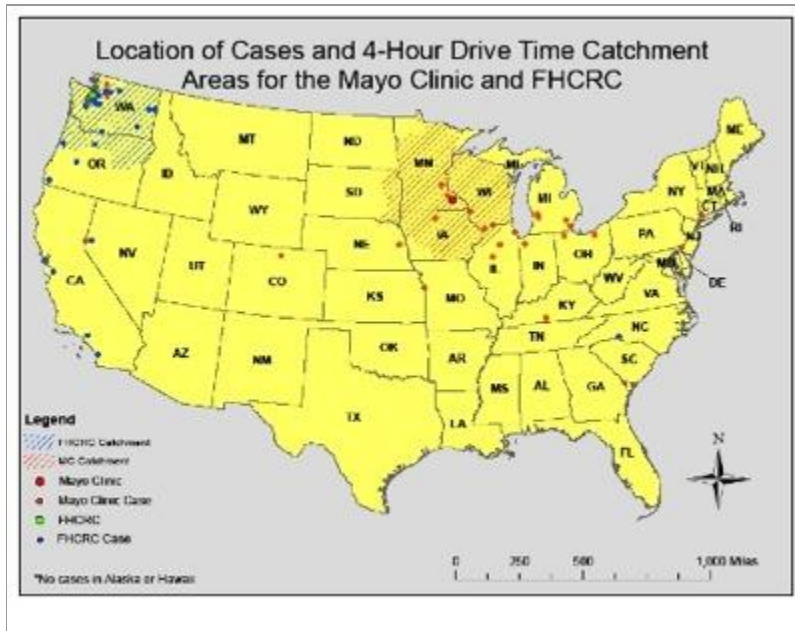 Location of Cases and 4-Hour Drive Time Catchment
Areas for the Mayo Clinic and FHCRC
WA
MT
ND
MN
ME
OR
ID
SD
WI
MI
MI
VT
NH
NY
MA
CT
RI
WY
IA
NE
PA
NJ
NV
UT
CO
IL
IN
OH
MD
DE
CA
KS
MO
WV
VA
KY
NC
TN
AZ
NM
OK
AR
SC
MS
AL
GA
TX
LA
FL
Legend
FHCRC Catchment
MC Catchment
Mayo Clinic
Mayo Clinic Case
FHCRC
FHCRC Case
N
0 250 500 1,000 Miles
*No cases in Alaska or Hawaii